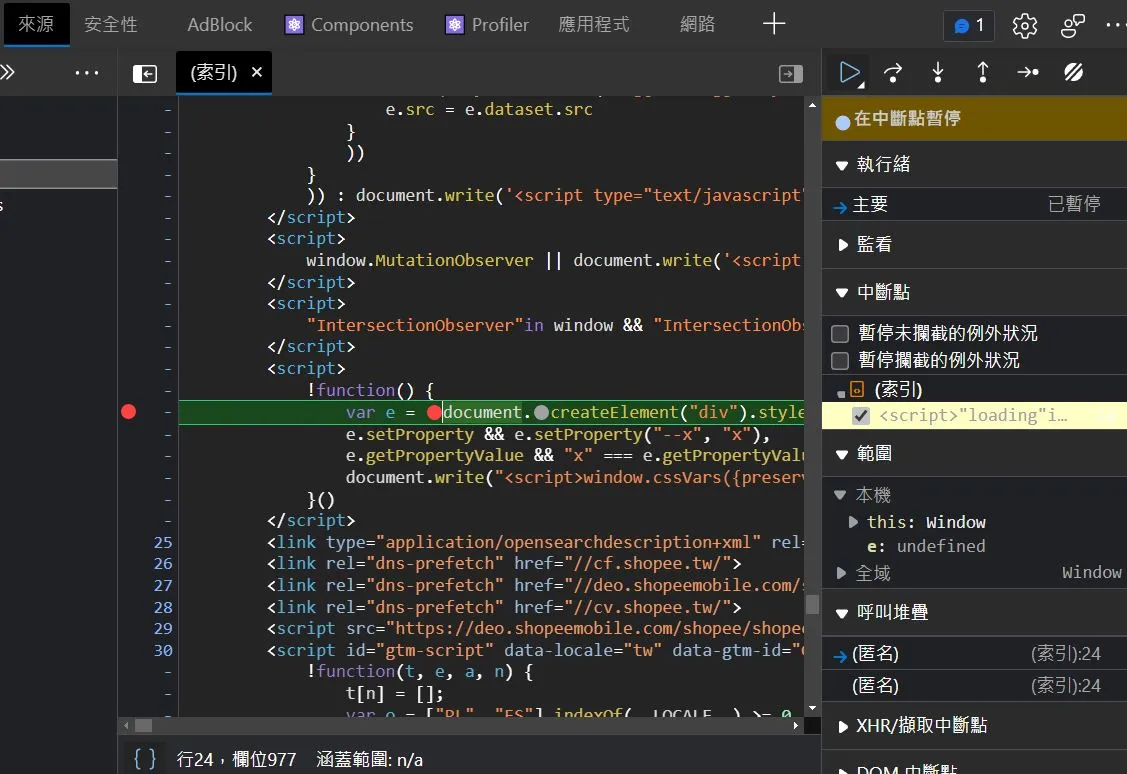 來源 安全性 AdBlock Components Profiler 應用程式 網路 1
(索引)
e.src = e.dataset.src
}
))
}
)) : document.write('<script type="text/javascript"
</script>
<script>
window.MutationObserver || document.write('<script
</script>
<script>
"IntersectionObserver"in window && "IntersectionObs
</script>
<script>
!function() {
var e = document.createElement("div").style
e.setProperty && e.setProperty("--x", "x"),
e.getPropertyValue && "x" === e.getPropertyValu
document.write("<script>window.cssVars({preserv
}()
</script>
25 <link type="application/opensearchdescription+xml" rel=
26 <link rel="dns-prefetch" href="//cf.shopee.tw/">
27 <link rel="dns-prefetch" href="//deo.shopeemobile.com/s
28 <link rel="dns-prefetch" href="//cv.shopee.tw/">
29 <script src="https://deo.shopeemobile.com/shopee/shope
30 <script id="gtm-script" data-locale="tw" data-gtm-id="
!function(t, e, a, n) {
t[n] = [];
{ } 行24，欄位977 涵蓋範圍: n/a
在中斷點暫停
執行緒
主要 已暫停
監看
中斷點
暫停未攔截的例外狀況
暫停攔截的例外狀況
(索引)
<script>"loading"i…
範圍
本機
this: Window
e: undefined
全域 Window
呼叫堆疊
(匿名) (索引):24
(匿名) (索引):24
XHR/擷取中斷點
DOM 中斷點